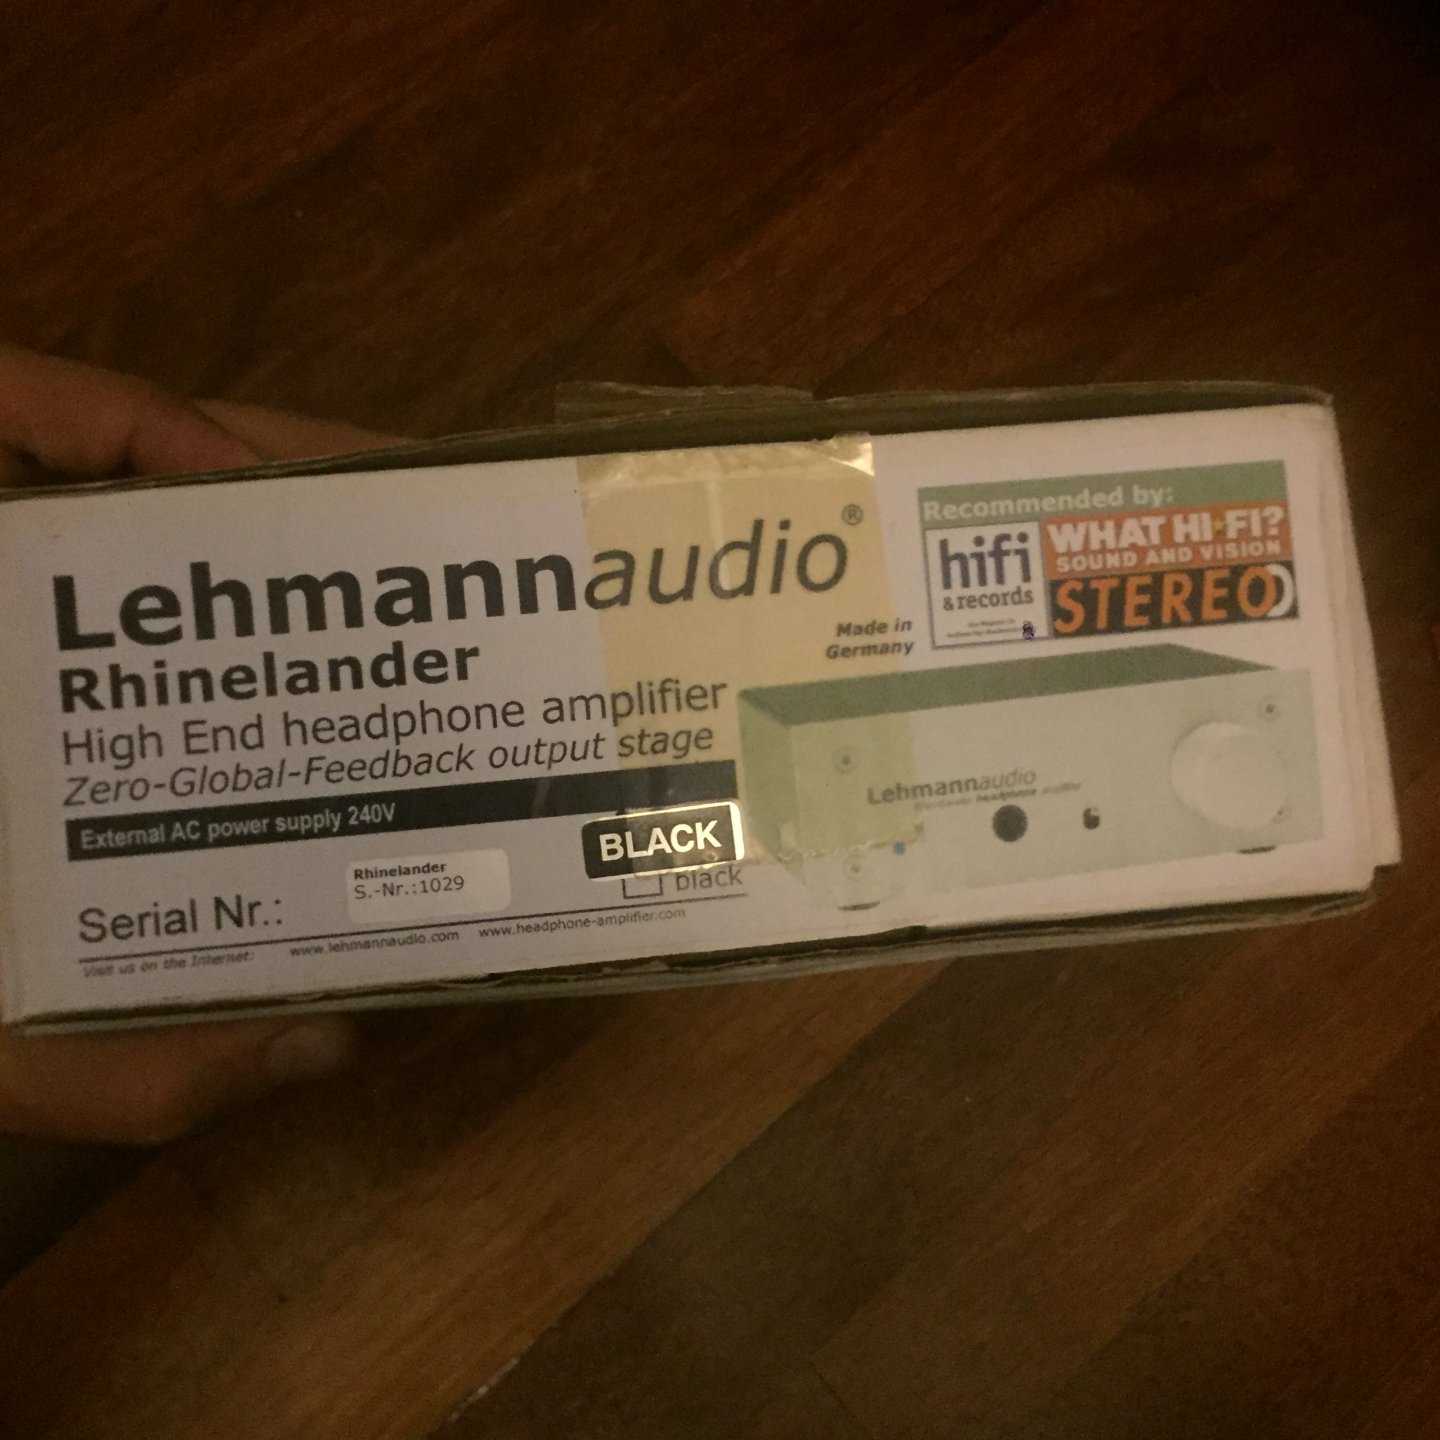 Lehmannaudio®
Rhinelander
High End headphone amplifier
Zero-Global-Feedback output stage
External AC power supply 240V
BLACK
black
Serial Nr.:
Rhinelander
S.-Nr.:1029
Visit us on the Internet: www.lehmannaudio.com www.headphone-amplifier.com
Made in
Germany
Recommended by:
hifi
& records
WHAT HI-FI?
SOUND AND VISION
STEREO
Lehmannaudio
Rhinelander headphone amplifier